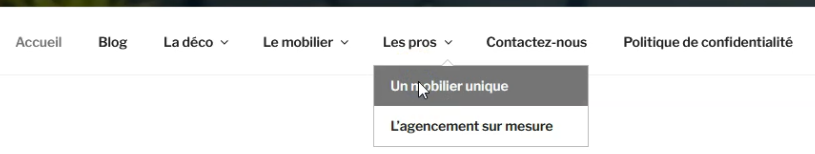 Accueil Blog La déco Le mobilier Les pros Contactez-nous Politique de confidentialité
Un mobilier unique
L'agencement sur mesure